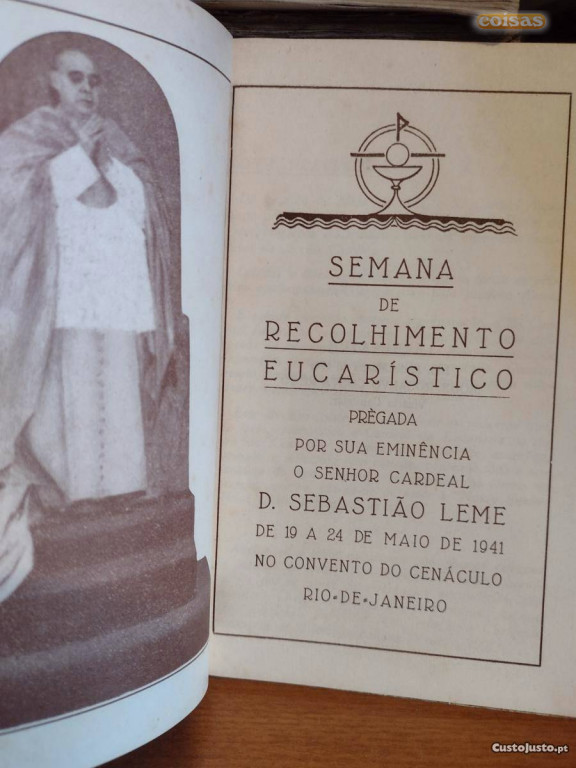 coisas
SEMANA
DE
RECOLHIMENTO
EUCARÍSTICO
PRÈGADA
POR SUA EMINÊNCIA
O SENHOR CARDEAL
D. SEBASTIÃO LEME
DE 19 A 24 DE MAIO DE 1941
NO CONVENTO DO CENÁCULO
RIO-DE-JANEIRO
CustoJusto.pt